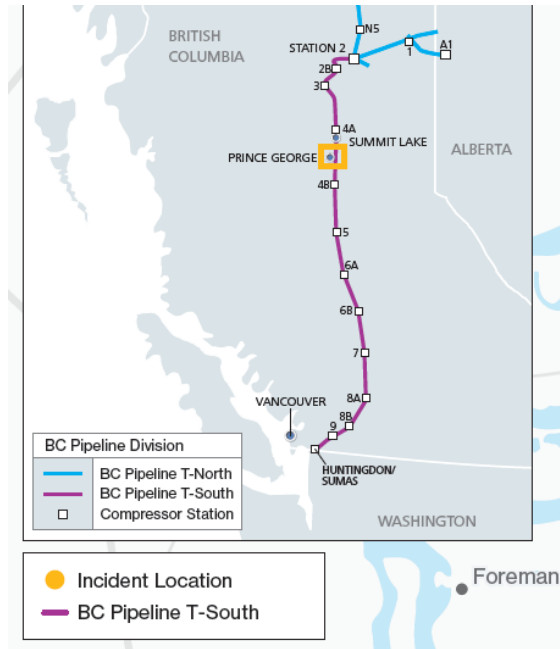 BRITISH
COLUMBIA
N5
STATION 2
1
A1
2B
3
4A
SUMMIT LAKE
PRINCE GEORGE
ALBERTA
4B
5
6A
6B
7
8A
VANCOUVER
8B
9
HUNTINGDON/
SUMAS
WASHINGTON
BC Pipeline Division
BC Pipeline T-North
BC Pipeline T-South
Compressor Station
Incident Location
BC Pipeline T-South
Foreman